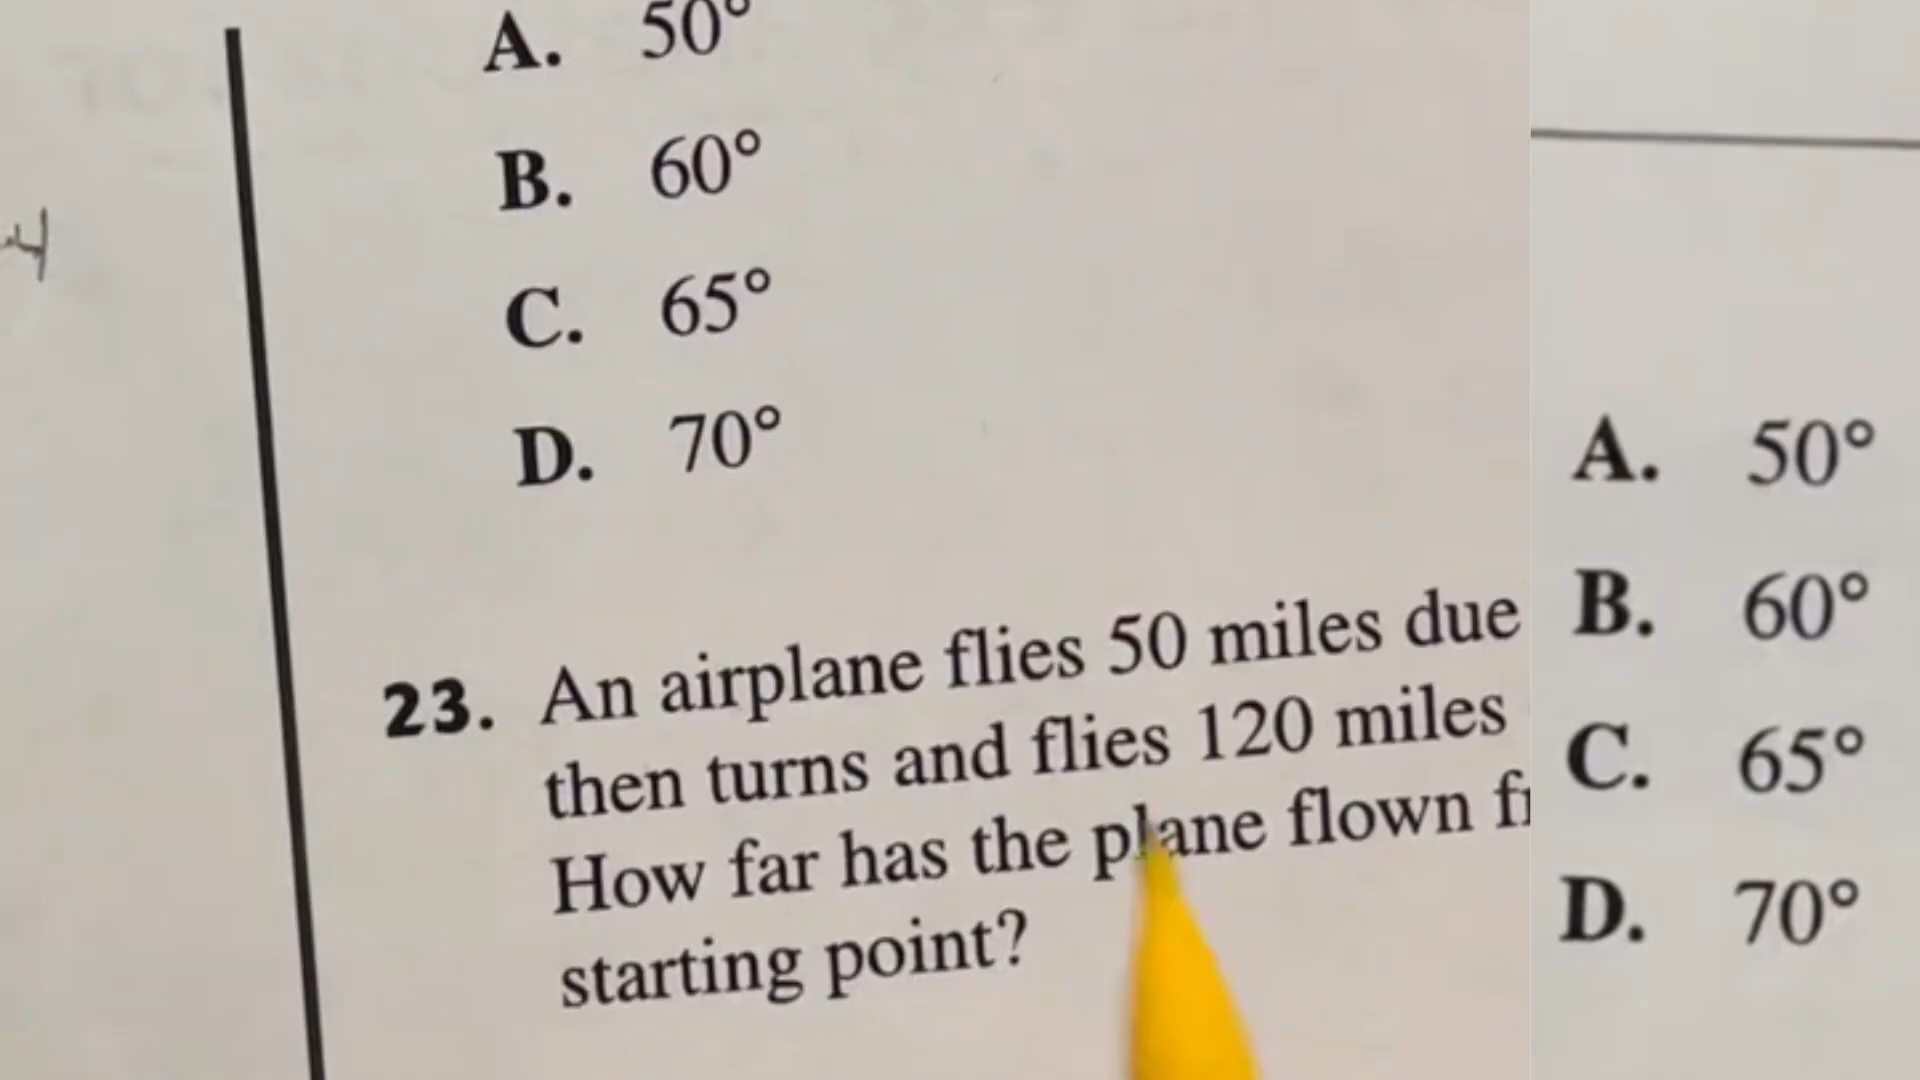 A. 50°
B. 60°
C. 65°
D. 70°
4
23. An airplane flies 50 miles due
then turns and flies 120 miles
How far has the plane flown
starting point?
A. 50°
B. 60°
C. 65°
D. 70°